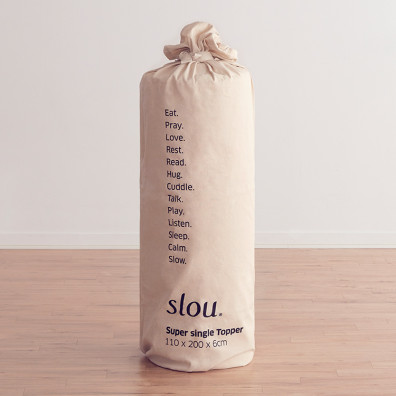 Eat.
Pray.
Love.
Rest.
Read.
Hug.
Cuddle.
Talk.
Play.
Listen.
Sleep.
Calm.
Slow.
slou.
Super single Topper
110 x 200 x 6cm